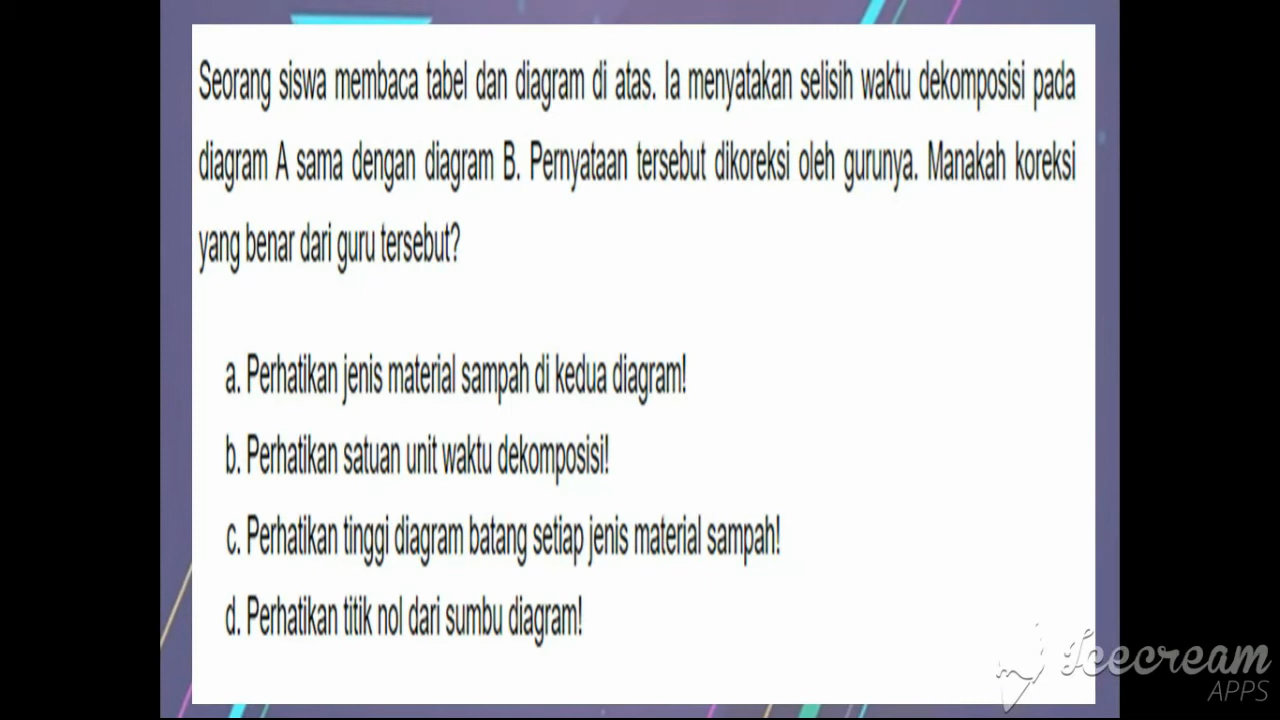 Seorang siswa membaca tabel dan diagram di atas. Ia menyatakan selisih waktu dekomposisi pada
diagram A sama dengan diagram B. Pernyataan tersebut dikoreksi oleh gurunya. Manakah koreksi
yang benar dari guru tersebut?
a. Perhatikan jenis material sampah di kedua diagram!
b. Perhatikan satuan unit waktu dekomposisi!
c. Perhatikan tinggi diagram batang setiap jenis material sampah!
d. Perhatikan titik nol dari sumbu diagram!
Icecream
APPS